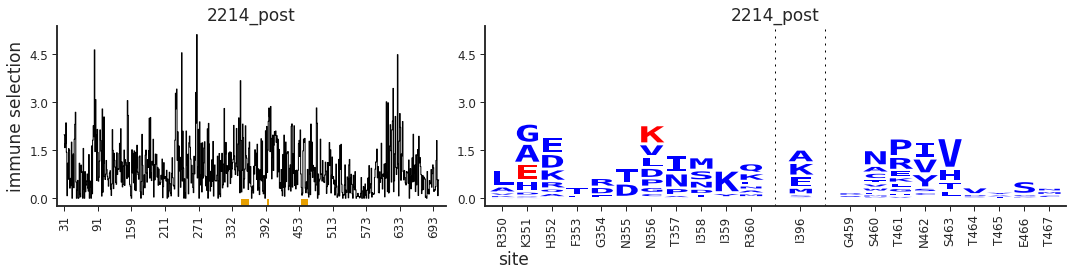 2214_post
immune selection
4.5
3.0
1.5
0.0
31 91 159 211 271 332 392 453 513 573 633 693
2214_post
4.5
3.0
1.5
0.0
R350 K351 H352 F353 G354 N355 N356 T357 I358 I359 R360 I396 G459 S460 T461 N462 S463 T464 T465 E466 T467
L
G A E H
E D K R
T
R
T D
K V L D P
I N
M S N
K
Q K
A K E M
N A C
P R E
I V Y
V H I L
V
S
site